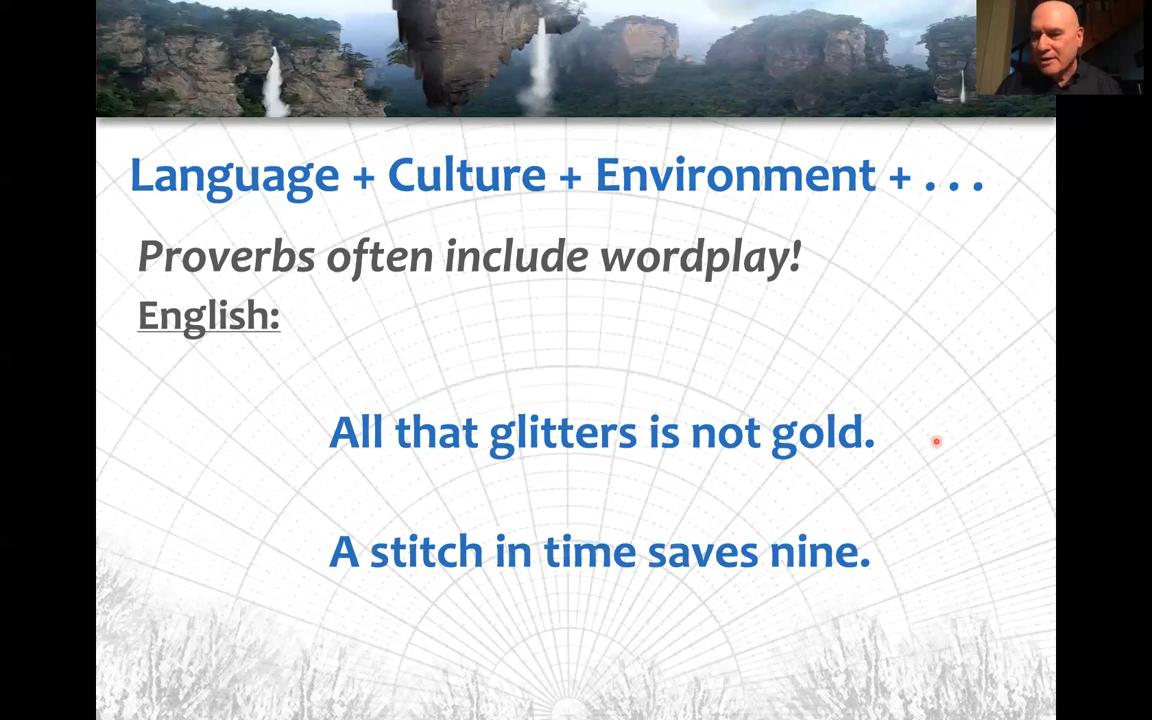 Language + Culture + Environment + . . .
Proverbs often include wordplay!
English:
All that glitters is not gold.
A stitch in time saves nine.